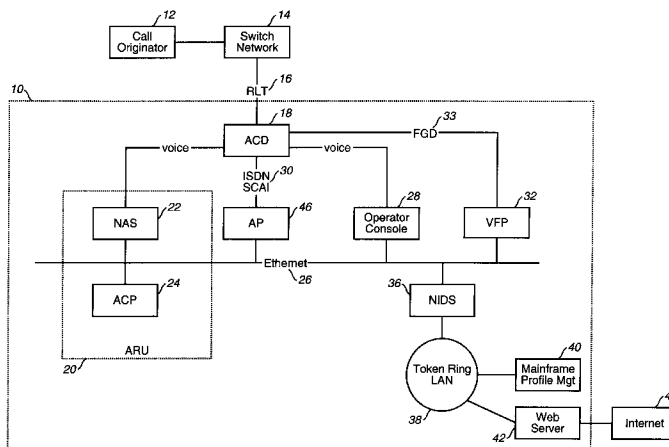 12
14
Call
Originator
Switch
Network
16
RLT
10
18
33
ACD
FGD
voice
voice
ISDN
SCAI
30
22
46
28
32
NAS
AP
Operator
Console
VFP
Ethernet
26
24
36
ACP
NIDS
ARU
20
Token Ring
LAN
40
Mainframe
Profile Mgt
38
4
Web
Server
Internet
42